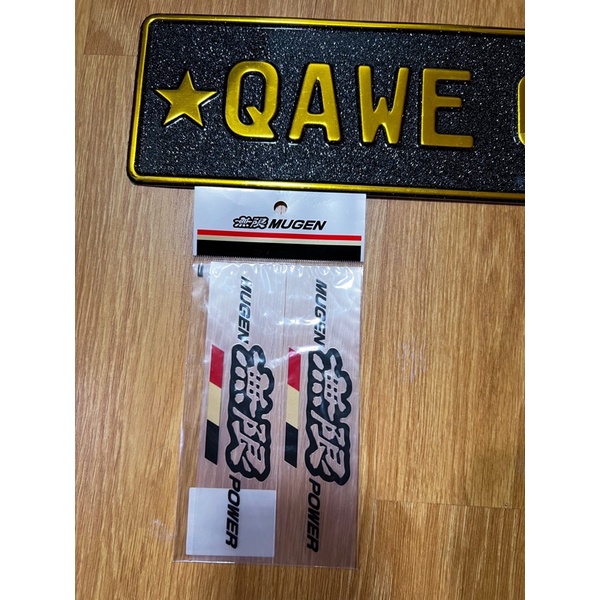 ★QAWE
無限 MUGEN
MUGEN 無限 POWER
MUGEN 無限 POWER